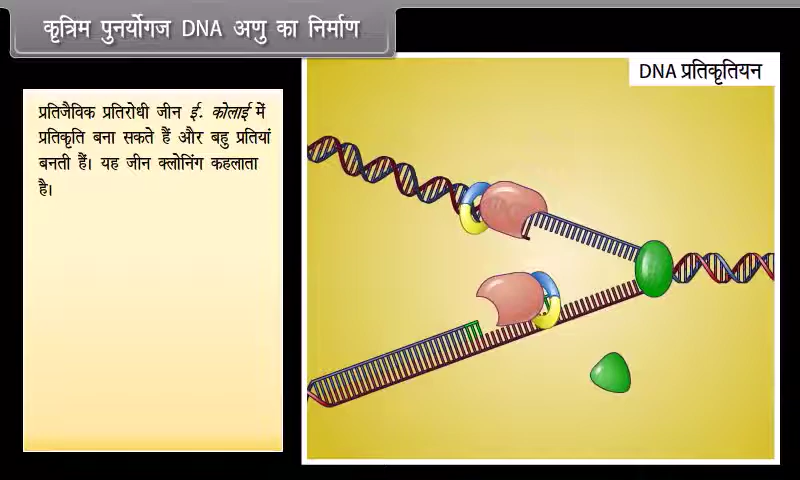 कृत्रिम पुनर्योगज DNA अणु का निर्माण
DNA प्रतिकृतियन
प्रतिजैविक प्रतिरोधी जीन ई. कोलाई में
प्रतिकृति बना सकते हैं और बहु प्रतियां
बनती हैं। यह जीन क्लोनिंग कहलाता
है।